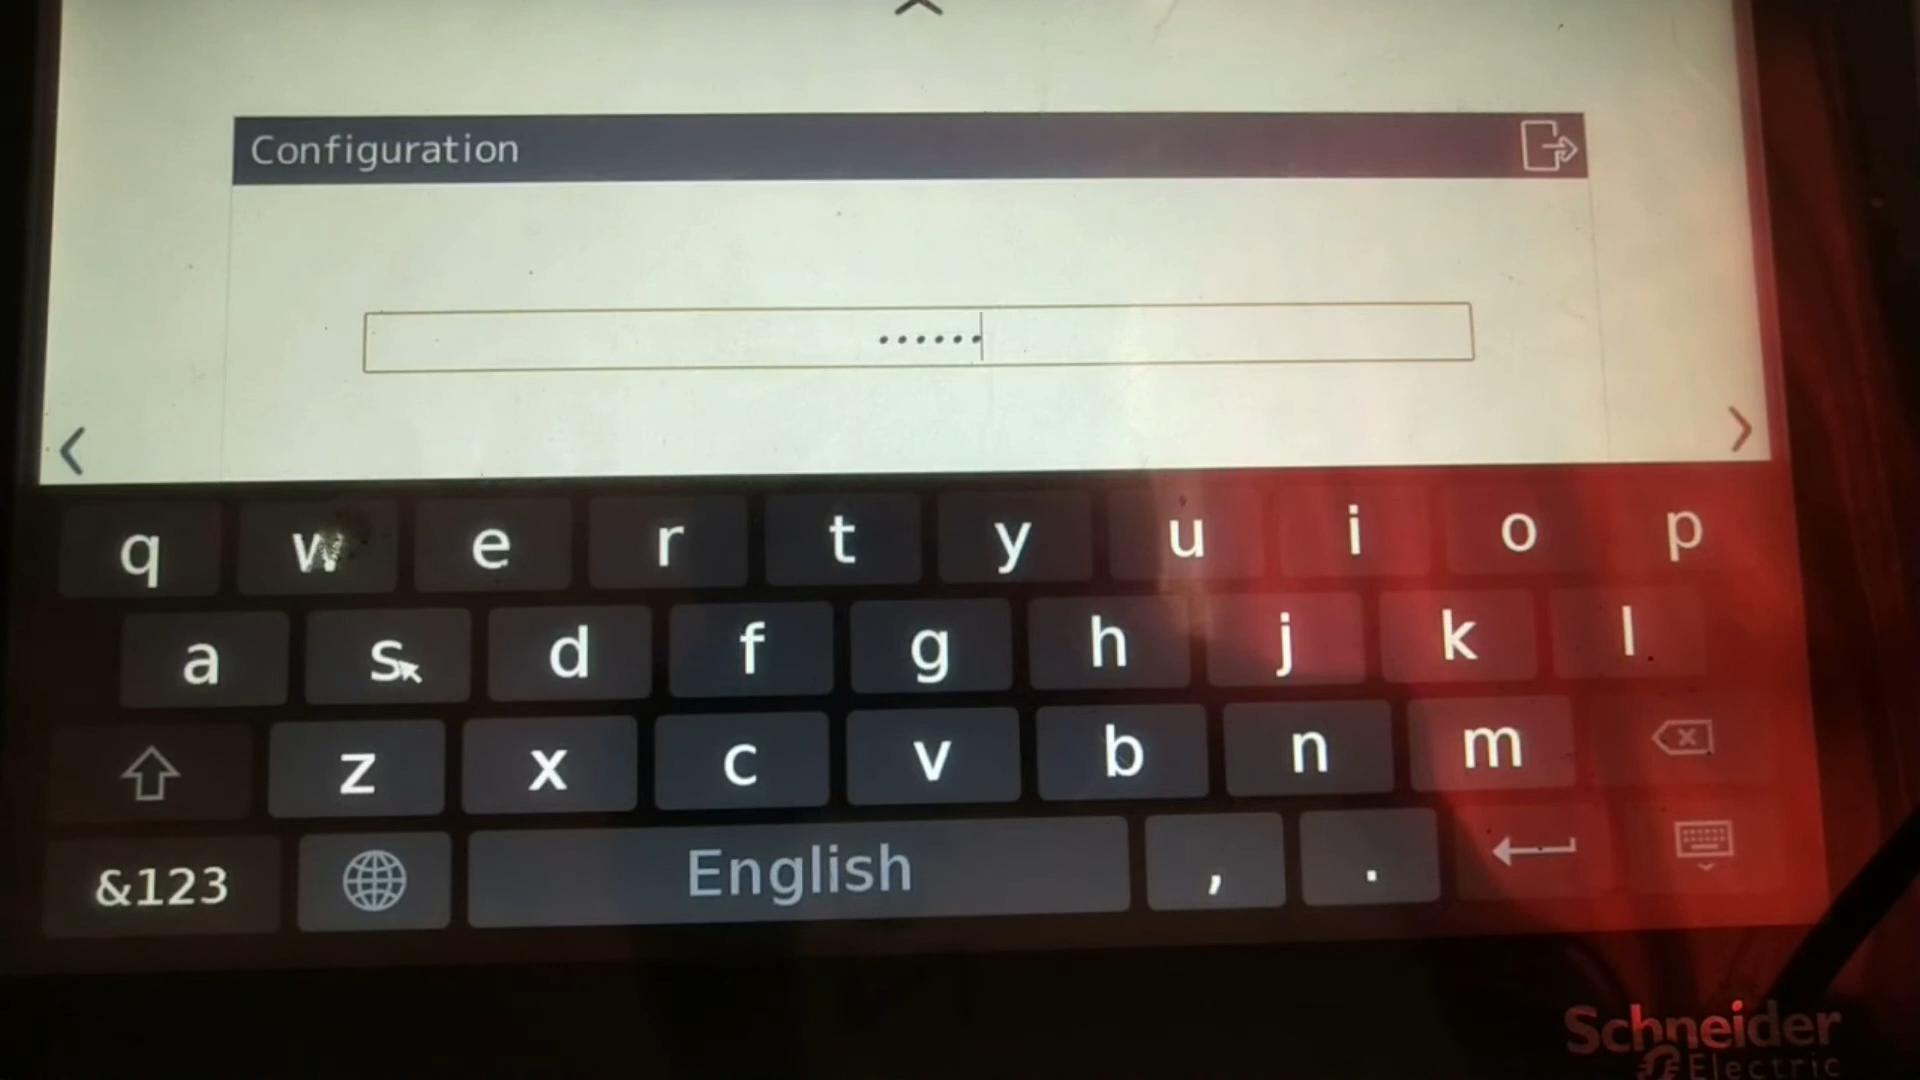 Configuration
••••••
q w e r t y u i o p
a s d f g h j k l
z x c v b n m
&123 English , .
Schneider
Electric